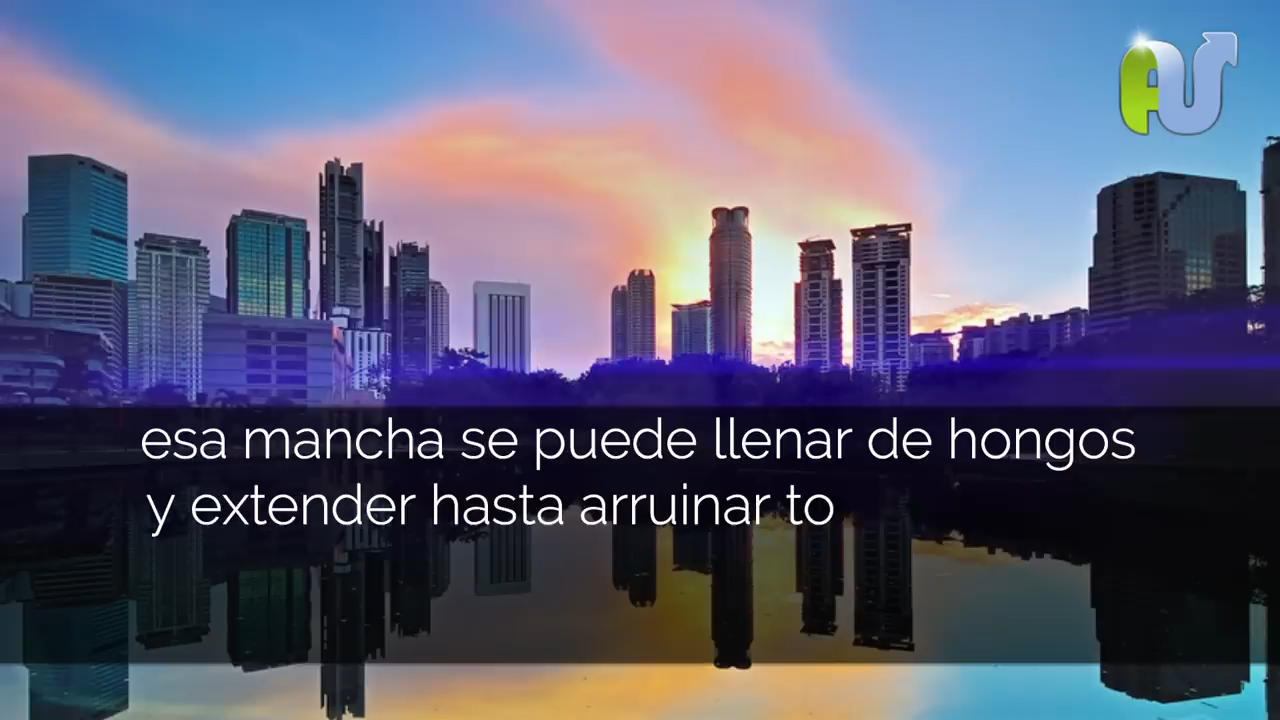 esa mancha se puede llenar de hongos
y extender hasta arruinar to